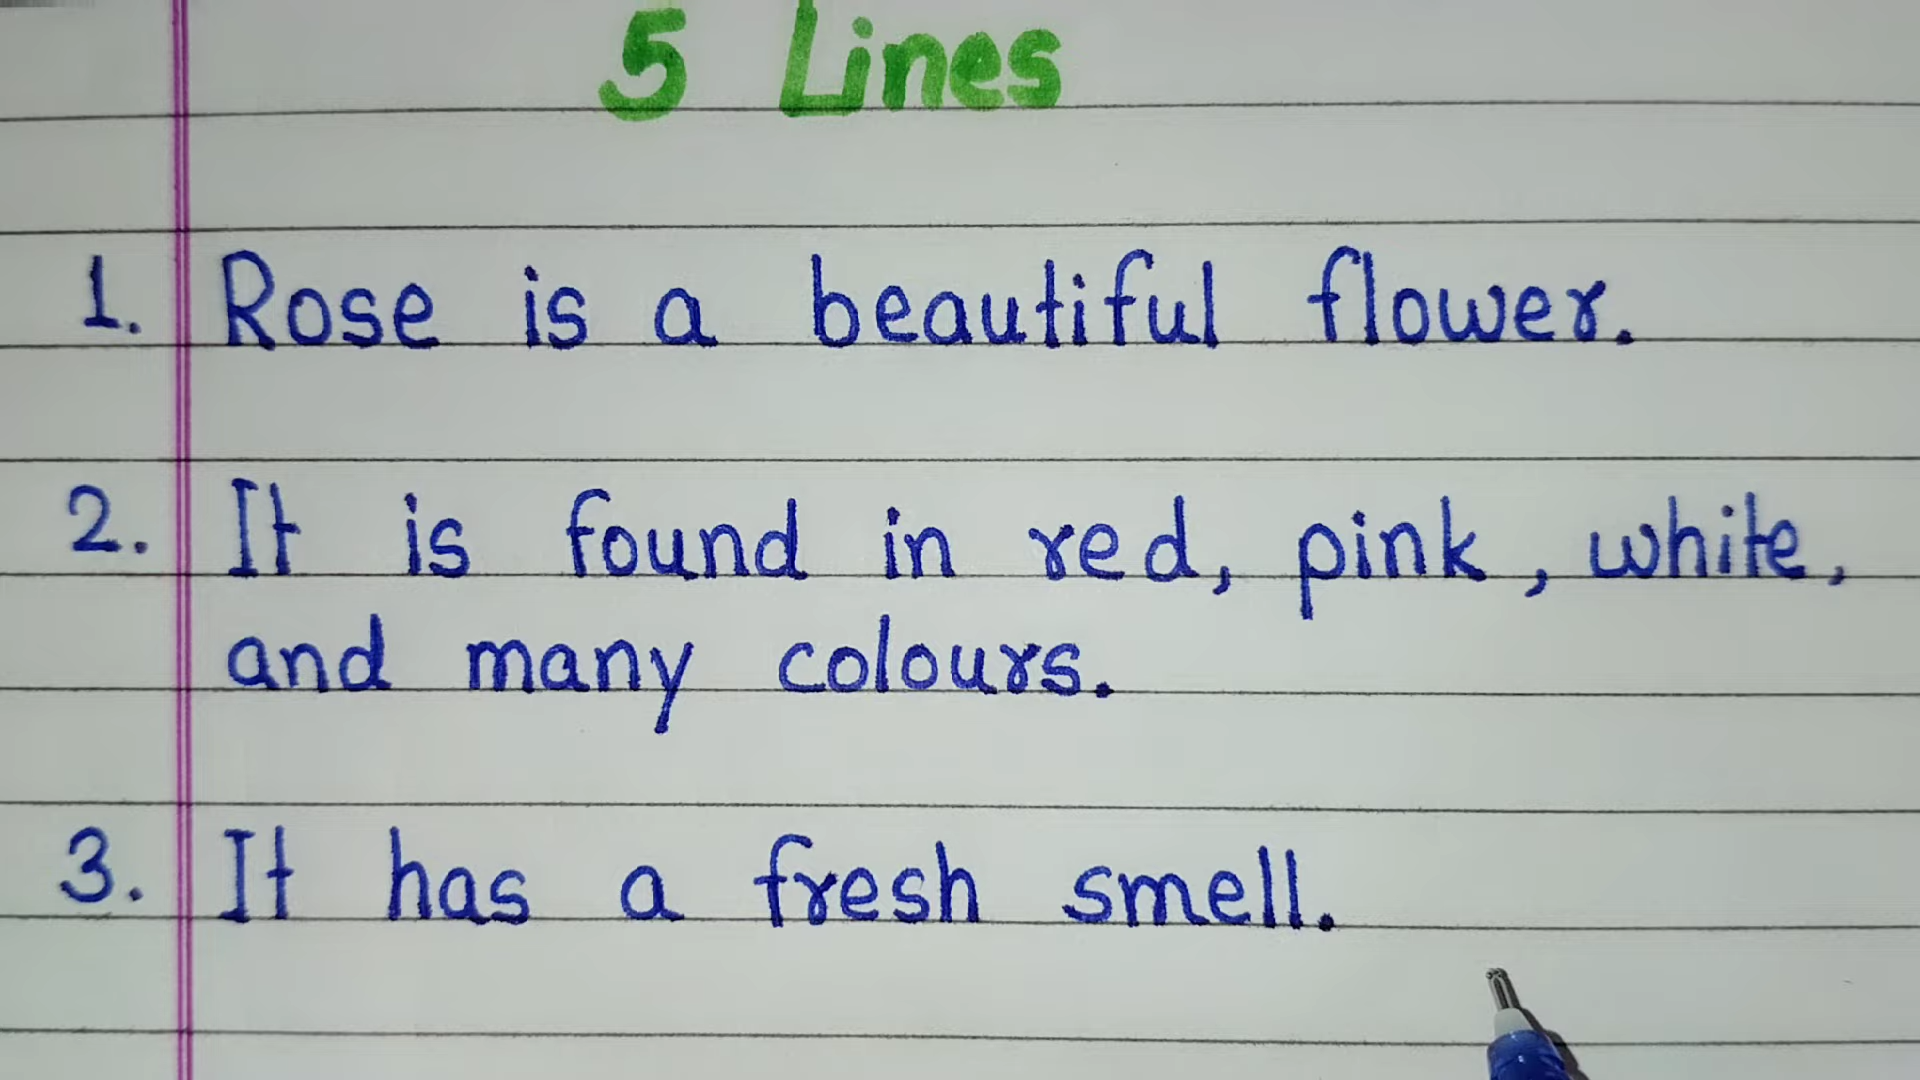 5 Lines
1. Rose is a beautiful flower.
2. It is found in red, pink, white,
and many colours.
3. It has a fresh smell.